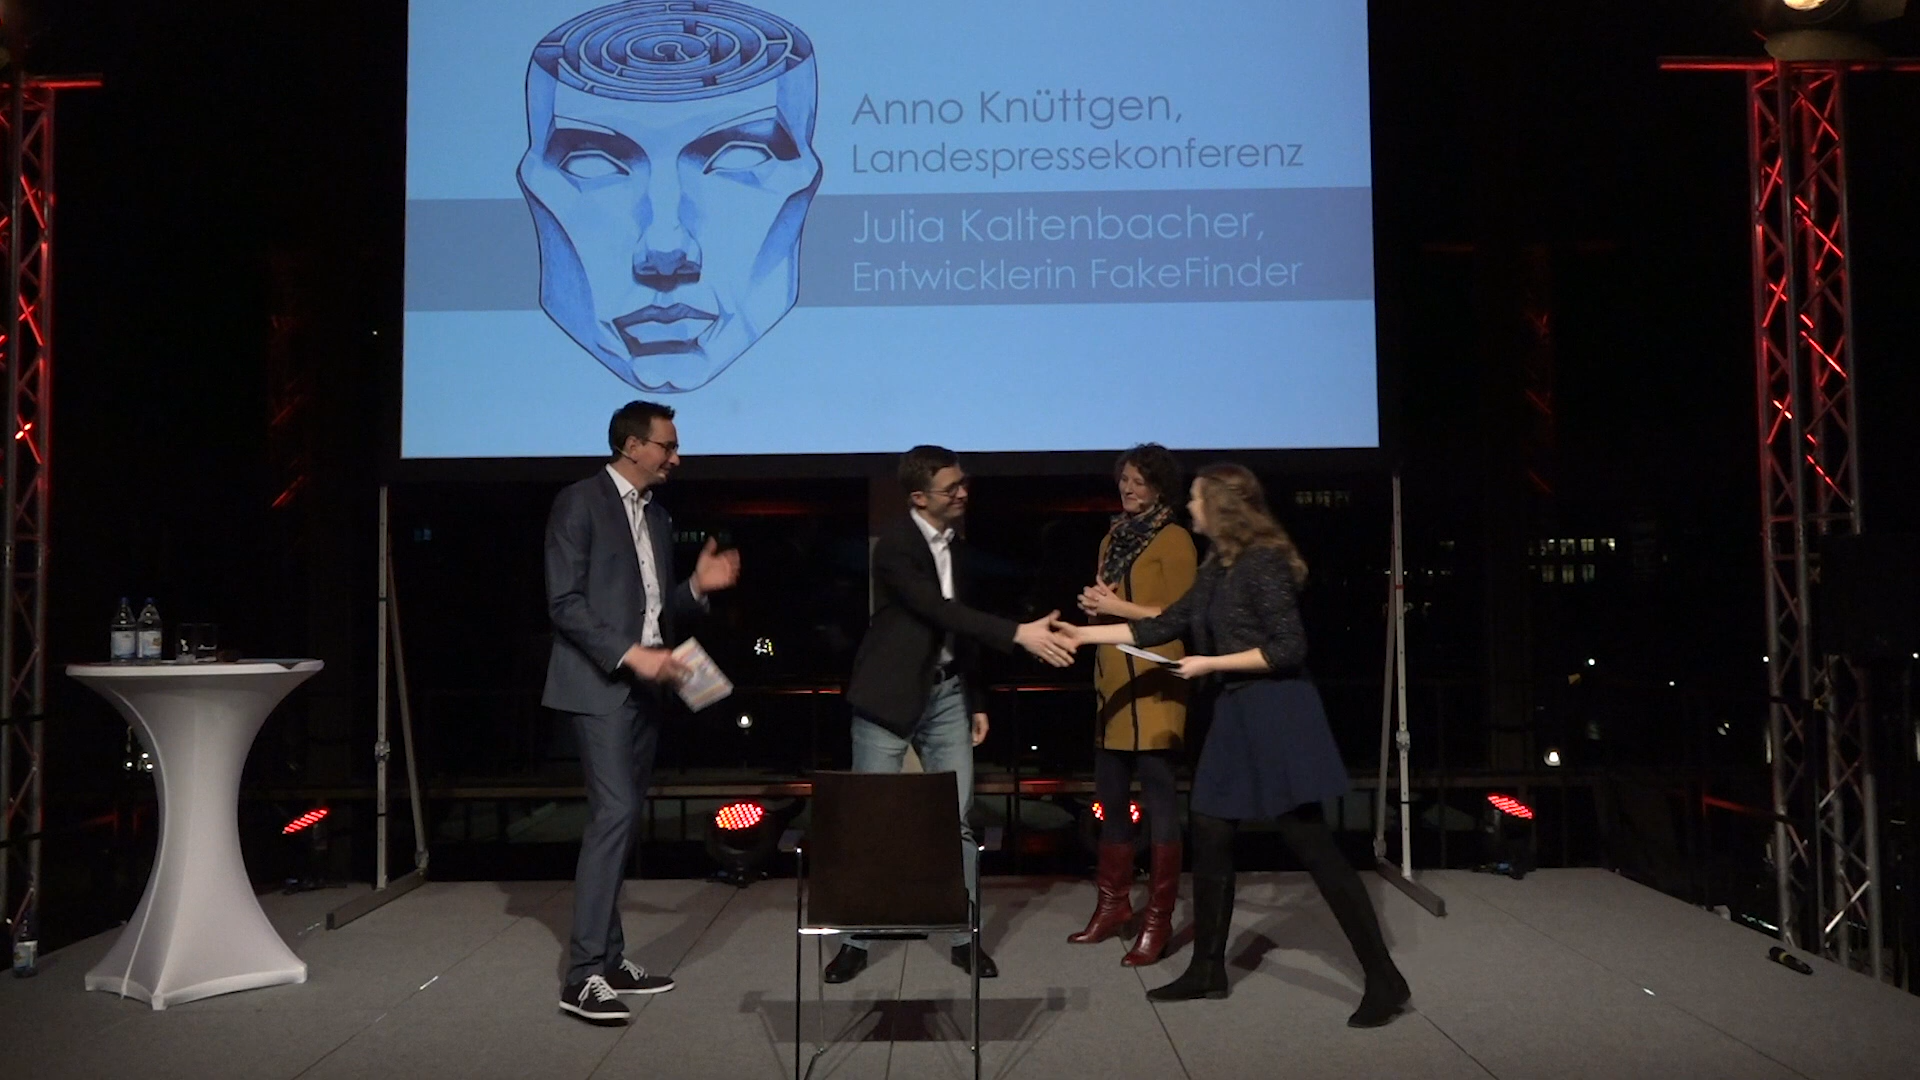 Anno Knüttgen,
Landespressekonferenz
Julia Kaltenbacher,
Entwicklerin FakeFinder